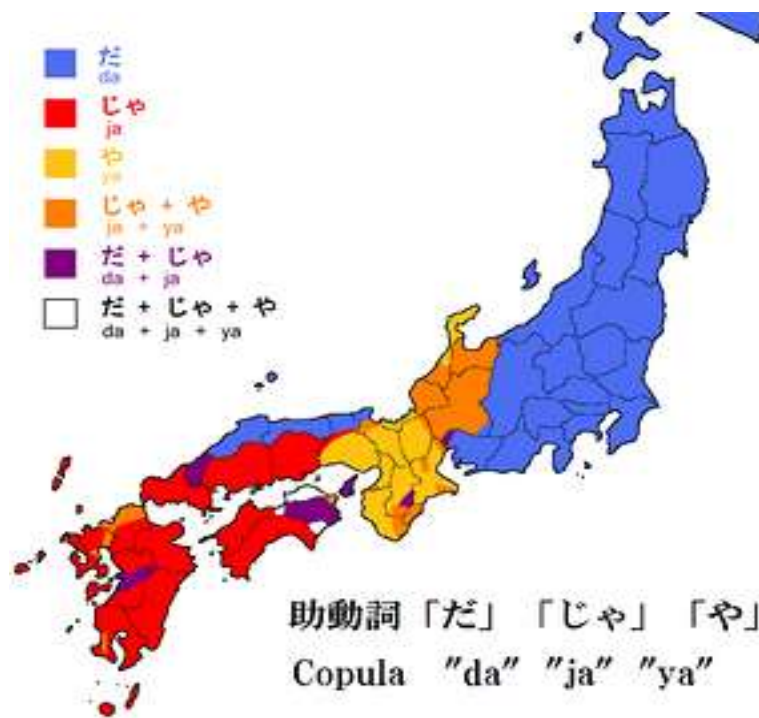 だ
da
じゃ
ja
や
ya
じゃ + や
ja + ya
だ + じゃ
da + ja
だ + じゃ + や
da + ja + ya
助動詞「だ」「じゃ」「や」
Copula "da" "ja" "ya"